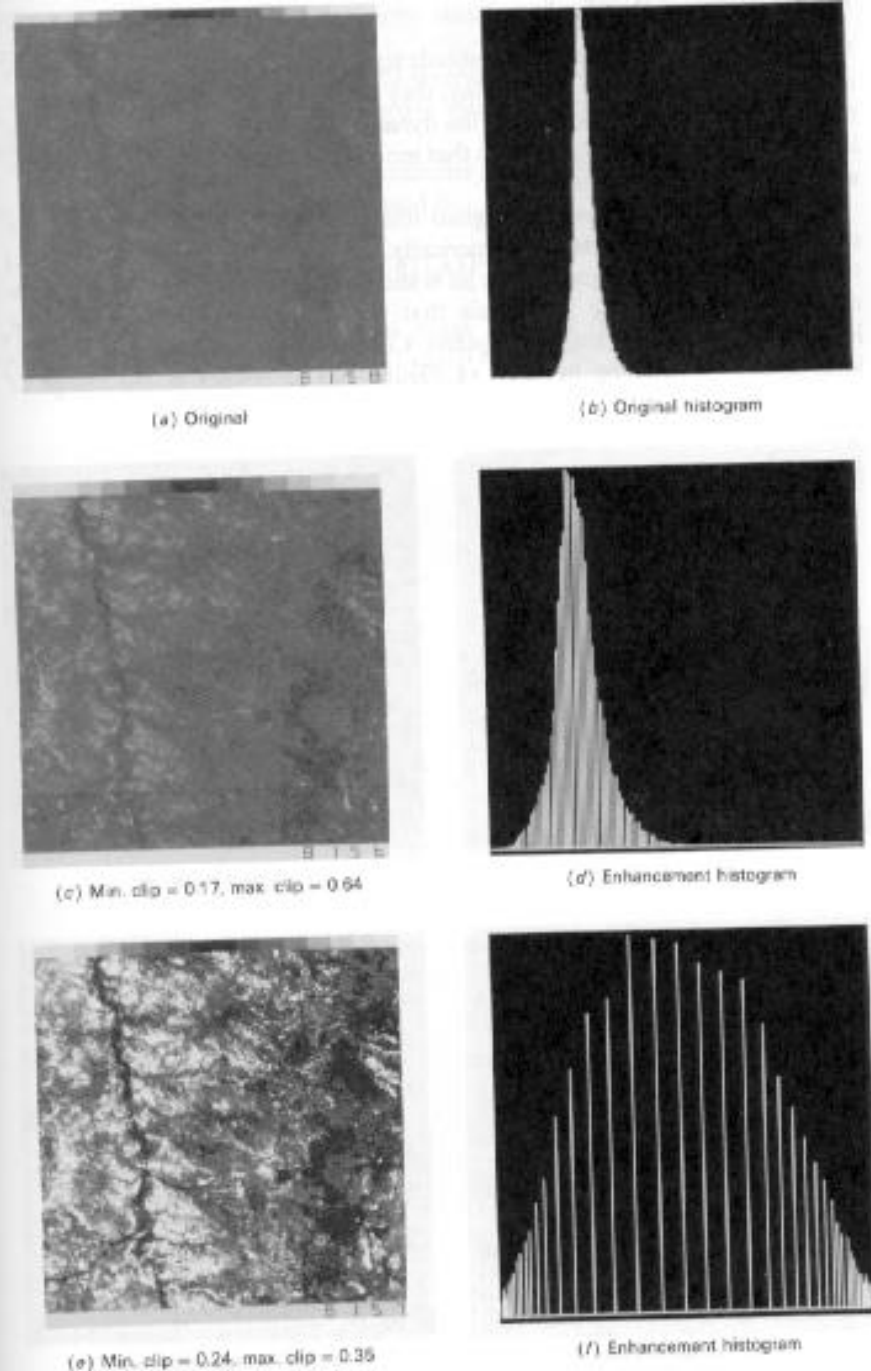 (a) Original
(b) Original histogram
(c) Min. clip = 0.17, max. clip = 0.64
(d) Enhancement histogram
(e) Min. clip = 0.24, max. clip = 0.35
(f) Enhancement histogram